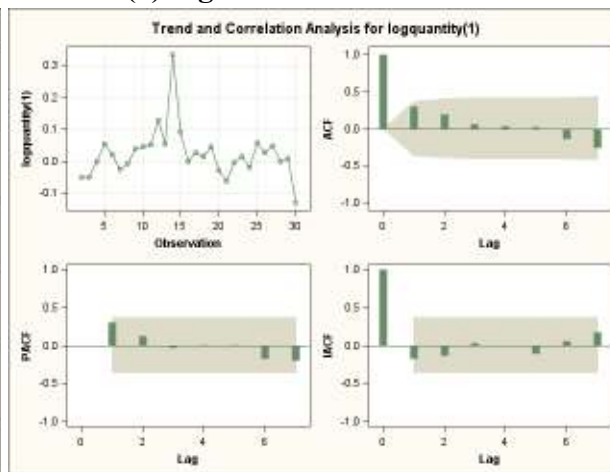 Trend and Correlation Analysis for logquantity(1)
logquantity(1)
0.3
0.2
0.1
0.0
-0.1
5 10 15 20 25 30
Observation
ACF
1.0
0.5
0.0
-0.5
-1.0
0 2 4 6
Lag
PACF
1.0
0.5
0.0
-0.5
-1.0
0 2 4 6
Lag
IACF
1.0
0.5
0.0
-0.5
-1.0
0 2 4 6
Lag